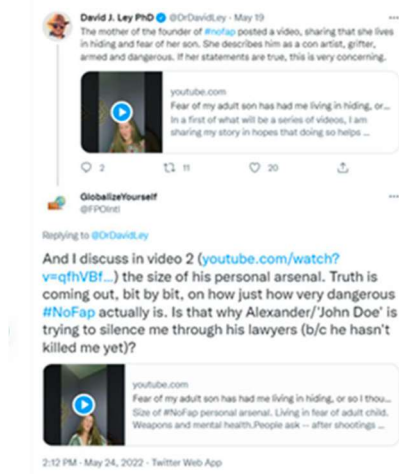 David J. Ley PhD @DrDavidLey · May 19
The mother of the founder of #nofap posted a video, sharing that she lives
in hiding and fear of her son. She describes him as a con artist, grifter,
armed and dangerous. If her statements are true, this is very concerning.
youtube.com
Fear of my adult son has had me living in hiding, or...
In a first of what will be a series of videos, I am
sharing my story in hopes that doing so helps ...
2
11
20
GlobalizeYourself
@FPOIntl
Replying to @DrDavidLey
And I discuss in video 2 (youtube.com/watch?
v=qfhVBf...) the size of his personal arsenal. Truth is
coming out, bit by bit, on how just how very dangerous
#NoFap actually is. Is that why Alexander/'John Doe' is
trying to silence me through his lawyers (b/c he hasn't
killed me yet)?
youtube.com
Fear of my adult son has had me living in hiding, or so I thou...
Size of #NoFap personal arsenal. Living in fear of adult child.
Weapons and mental health.People ask -- after shootings ...
2:12 PM · May 24, 2022 · Twitter Web App